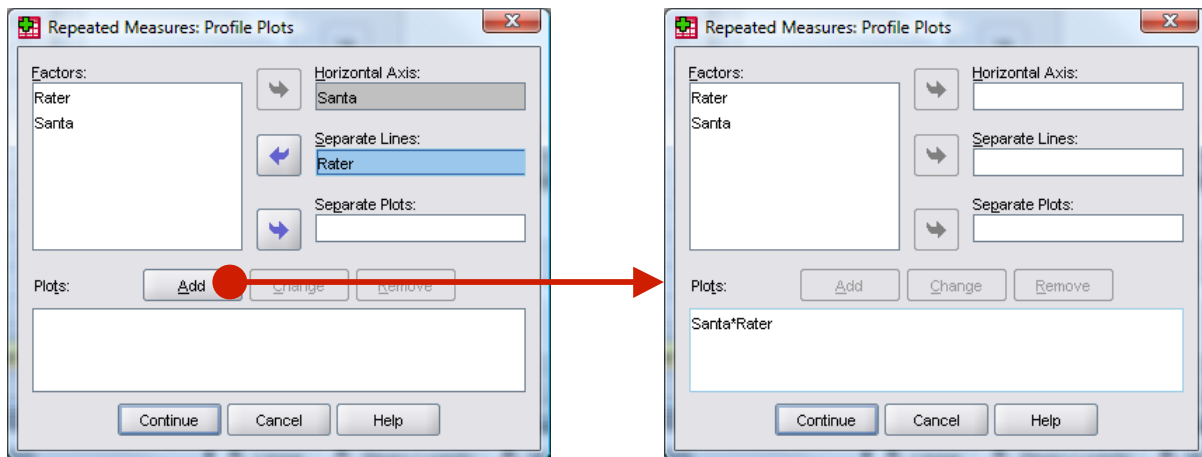 Repeated Measures: Profile Plots
Factors:
Rater
Santa
Horizontal Axis:
Santa
Separate Lines:
Rater
Separate Plots:
Plots:
Add
Change
Remove
Continue
Cancel
Help
Repeated Measures: Profile Plots
Factors:
Rater
Santa
Horizontal Axis:
Separate Lines:
Separate Plots:
Plots:
Add
Change
Remove
Santa*Rater
Continue
Cancel
Help